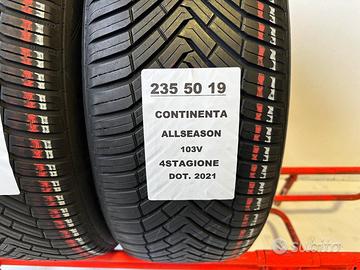 235 50 19
CONTINENTA
ALLSEASON
103V
4STAGIONE
DOT. 2021
subito